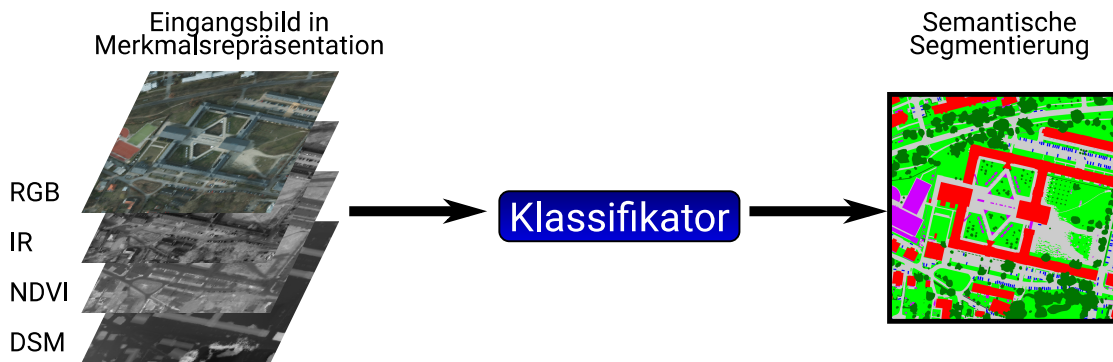 Eingangsbild in
Merkmalsrepräsentation
RGB
IR
NDVI
DSM
Klassifikator
Semantische
Segmentierung